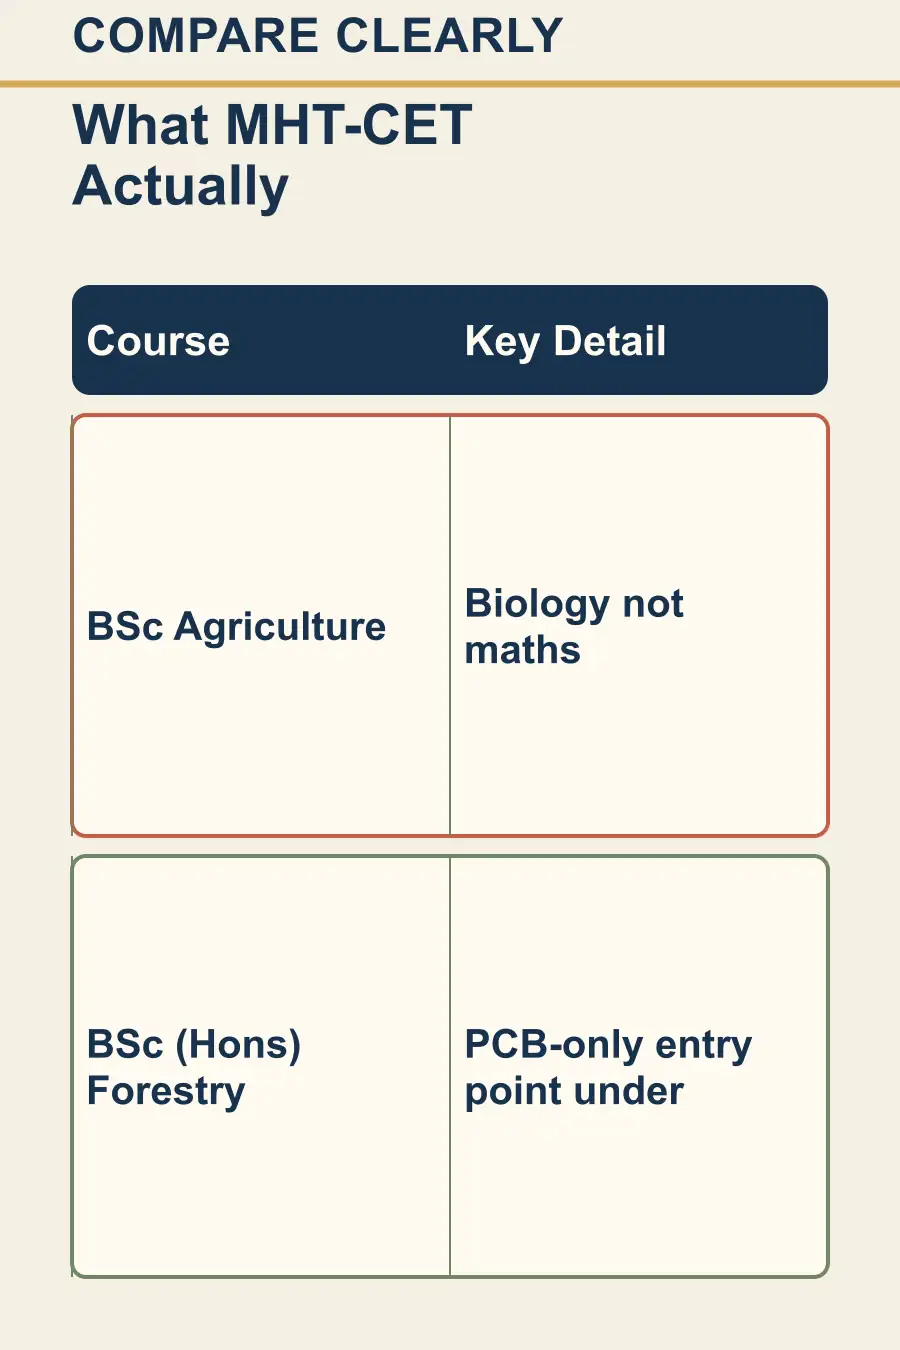 COMPARE CLEARLY
What MHT-CET
Actually
Course
Key Detail
BSc Agriculture
Biology not
maths
BSc (Hons)
Forestry
PCB-only entry
point under